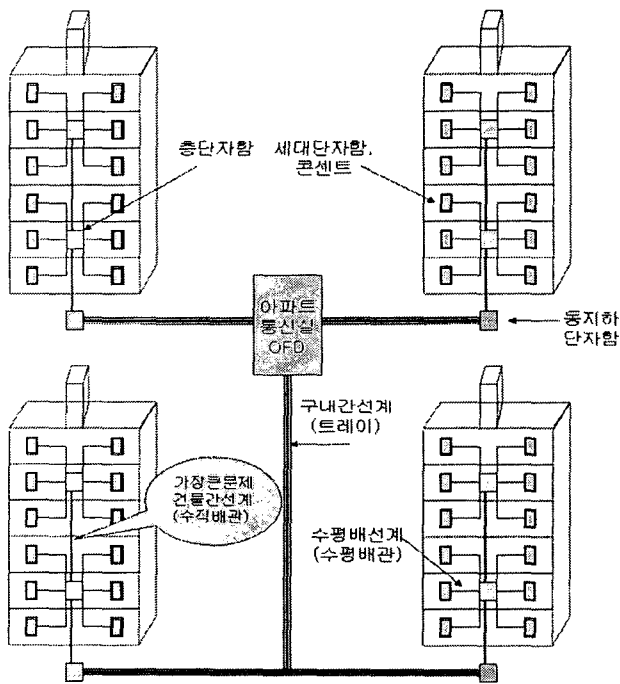 층단자함
세대단자함,
콘센트
아파트
통신실
OFD
동지하
단자함
구내간선계
(트레이)
가장큰문제
건물간선계
(수직배관)
수평배선계
(수평배관)